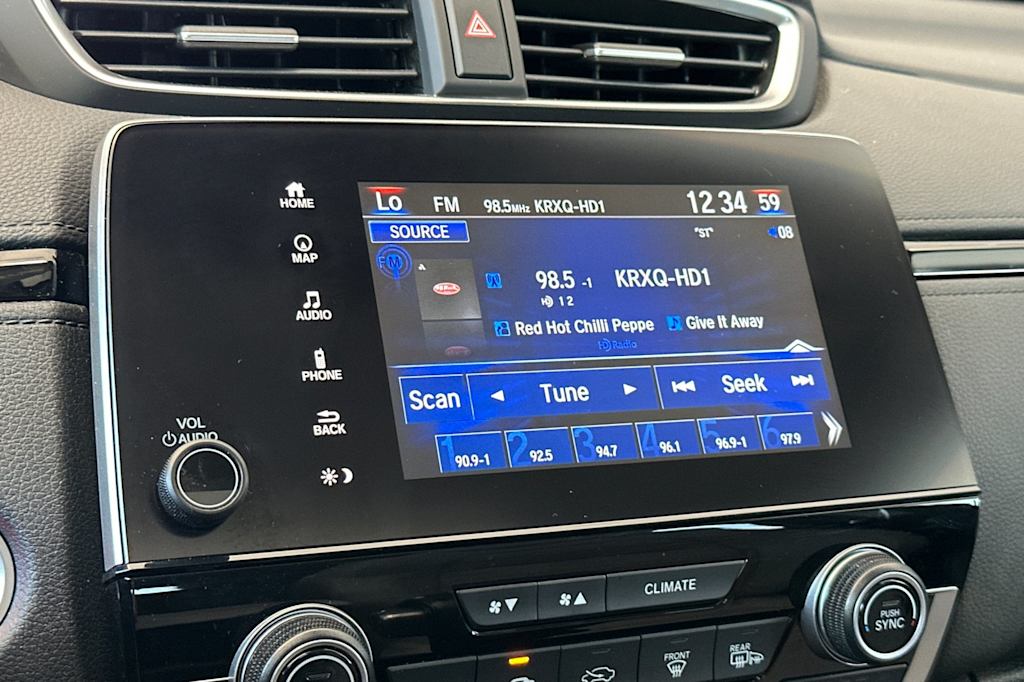 Lo FM 98.5MHz KRXQ-HD1 12 34 59
HOME
SOURCE "ST" 08
FM
MAP
98.5 -1 KRXQ-HD1
HD 1 2
AUDIO
Red Hot Chilli Peppe Give It Away
HD Radio
PHONE
Scan Tune Seek
BACK
1 90.9-1 2 92.5 3 94.7 4 96.1 5 96.9-1 6 97.9
VOL
AUDIO
CLIMATE
PUSH
SYNC
FRONT
REAR